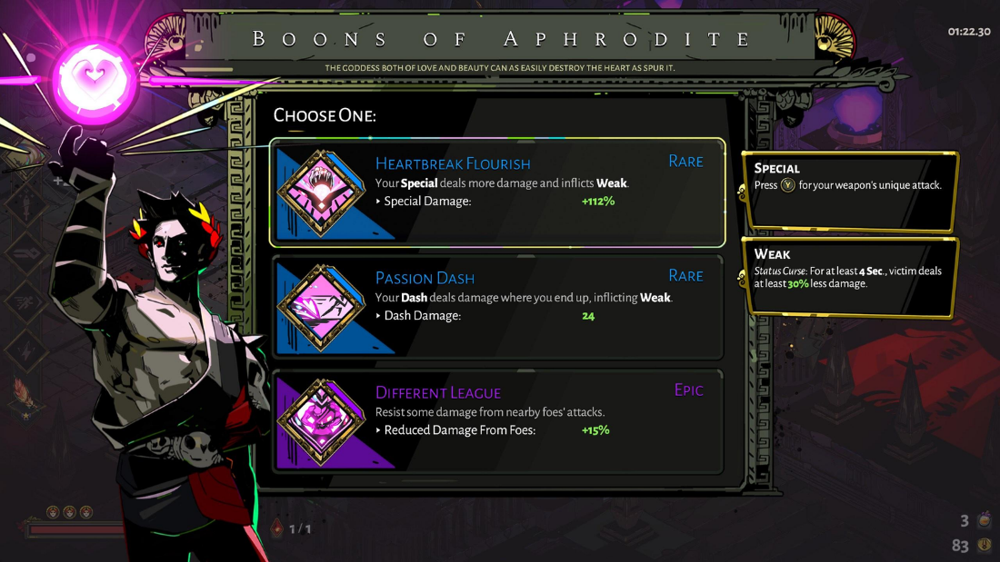 BOONS OF APHRODITE
THE GODDESS BOTH OF LOVE AND BEAUTY CAN AS EASILY DESTROY THE HEART AS SPUR IT.
01:22.30
CHOOSE ONE:
HEARTBREAK FLOURISH
RARE
Your Special deals more damage and inflicts Weak.
‣ Special Damage: +112%
PASSION DASH
RARE
Your Dash deals damage where you end up, inflicting Weak.
‣ Dash Damage: 24
DIFFERENT LEAGUE
EPIC
Resist some damage from nearby foes' attacks.
‣ Reduced Damage From Foes: +15%
SPECIAL
Press Y for your weapon's unique attack.
WEAK
Status Curse: For at least 4 Sec., victim deals
at least 30% less damage.
1/1
3
83